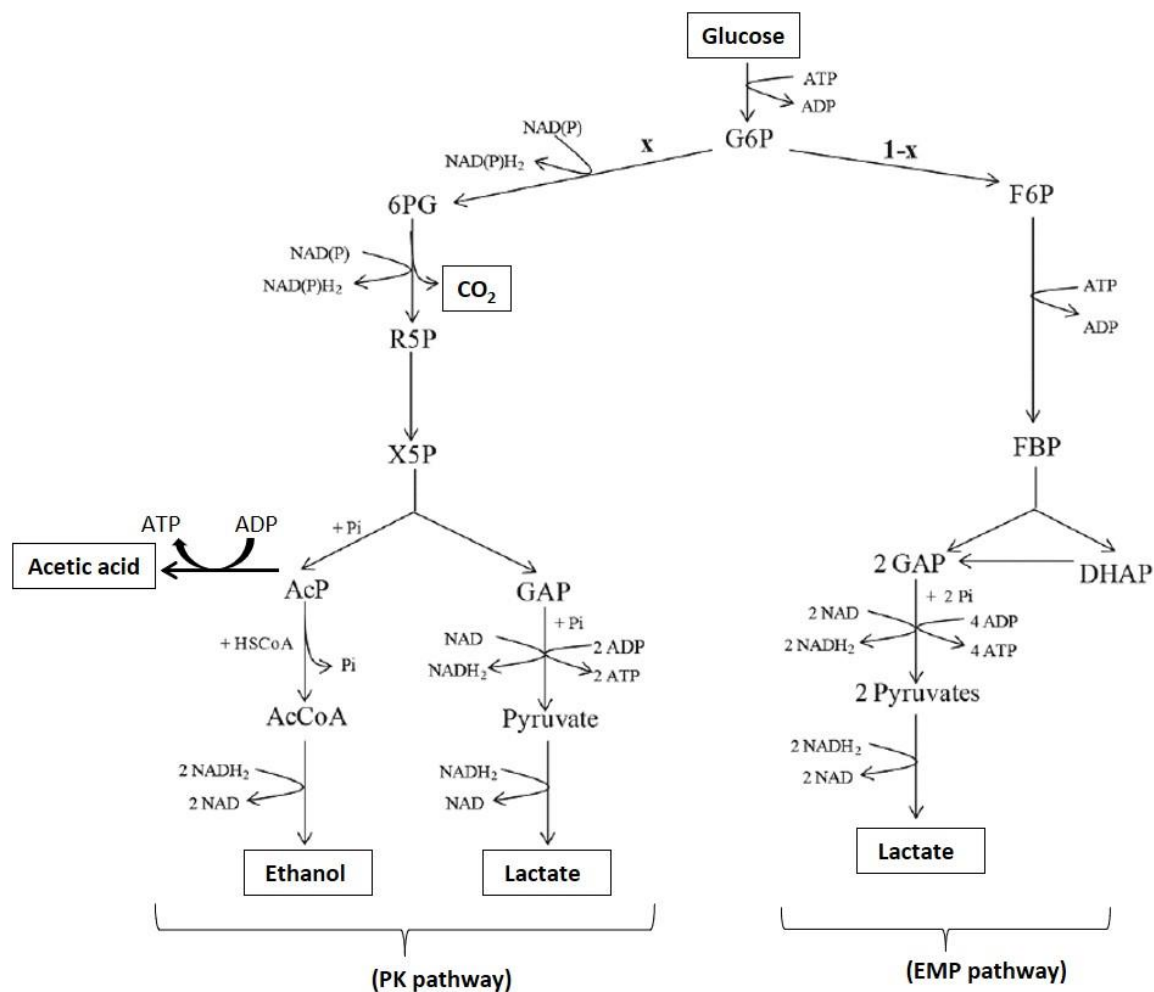 Glucose
ATP
ADP
G6P
NAD(P)
NAD(P)H₂
x
1-x
6PG
F6P
NAD(P)
NAD(P)H₂
CO₂
ATP
ADP
R5P
X5P
FBP
+ Pi
ATP
ADP
Acetic acid
AcP
GAP
2 GAP
DHAP
+ HSCoA
Pi
+ Pi
NAD
NADH₂
2 ADP
2 ATP
+ 2 Pi
2 NAD
2 NADH₂
4 ADP
4 ATP
AcCoA
Pyruvate
2 Pyruvates
2 NADH₂
2 NAD
NADH₂
NAD
2 NADH₂
2 NAD
Ethanol
Lactate
Lactate
(PK pathway)
(EMP pathway)